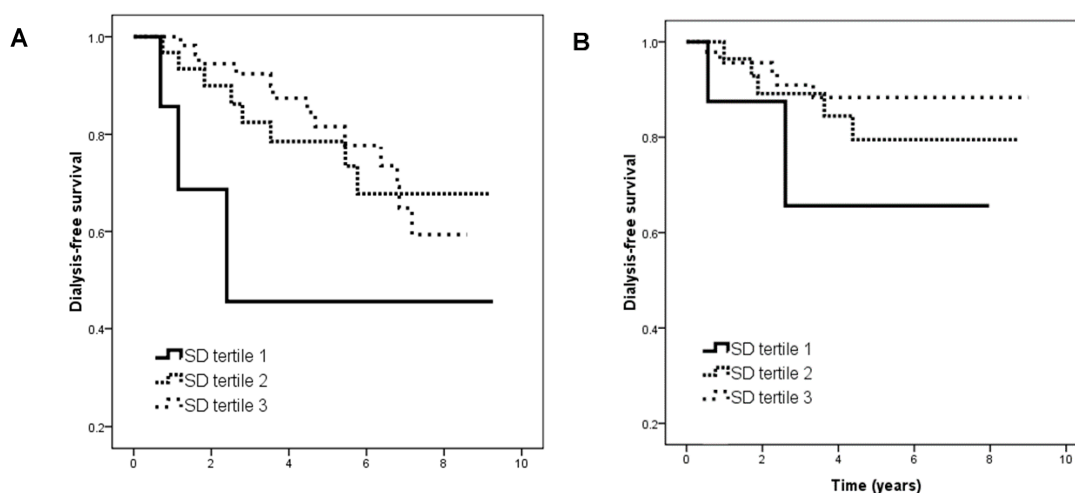 A
Dialysis-free survival
1.0
0.8
0.6
0.4
0.2
SD tertile 1
SD tertile 2
SD tertile 3
0 2 4 6 8 10
B
Dialysis-free survival
1.0
0.8
0.6
0.4
0.2
SD tertile 1
SD tertile 2
SD tertile 3
0 2 4 6 8 10
Time (years)